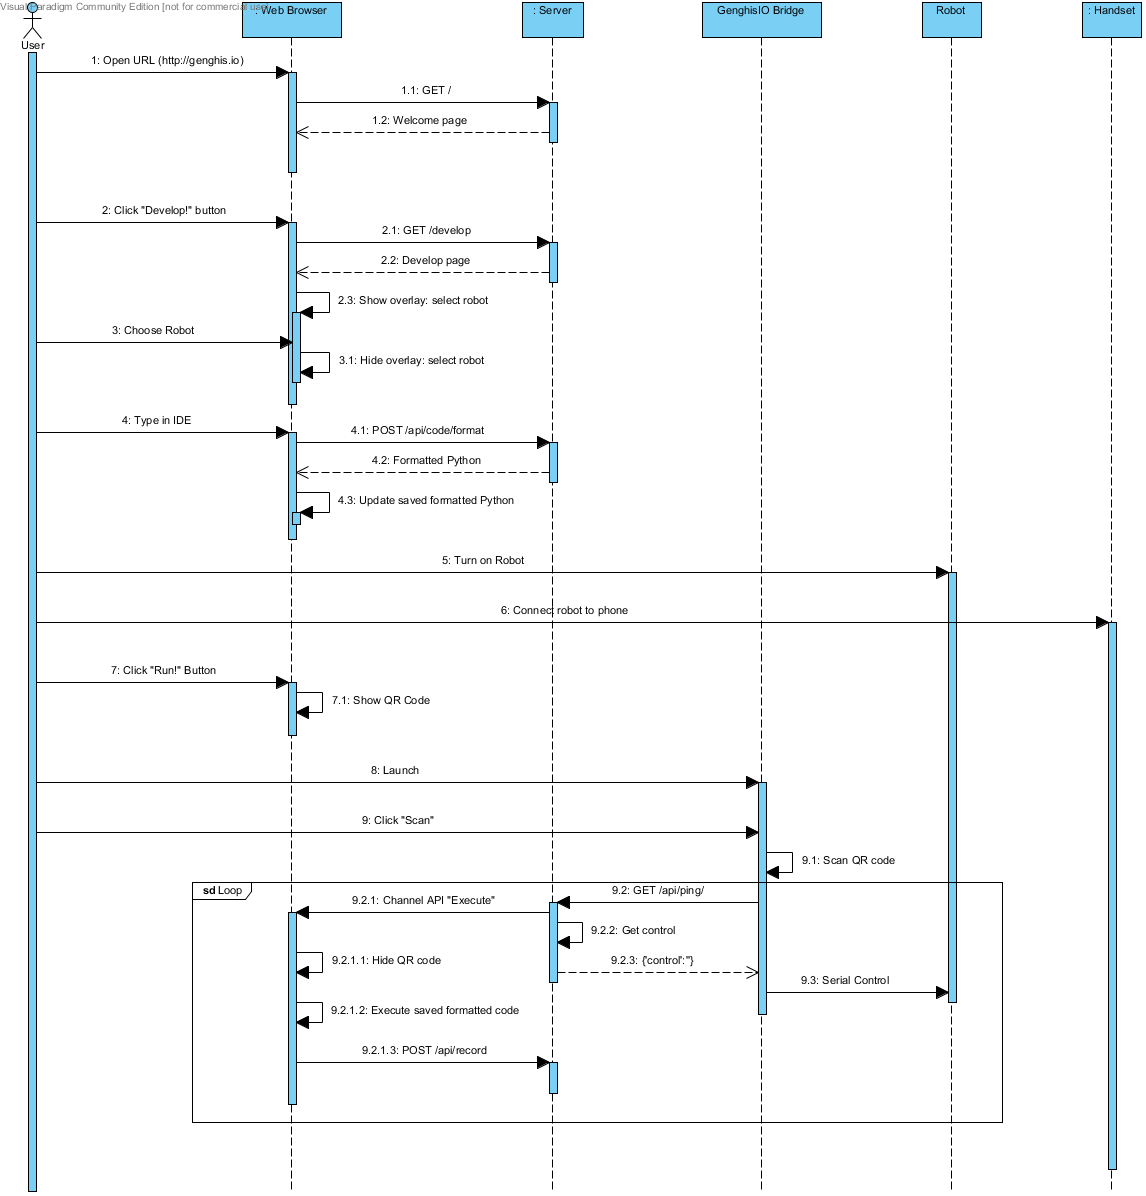 Visual Paradigm Community Edition [not for commercial use]
: Web Browser
: Server
GenghisIO Bridge
Robot
: Handset
User
1: Open URL (http://genghis.io)
1.1: GET /
1.2: Welcome page
2: Click "Develop!" button
2.1: GET /develop
2.2: Develop page
2.3: Show overlay: select robot
3: Choose Robot
3.1: Hide overlay: select robot
4: Type in IDE
4.1: POST /api/code/format
4.2: Formatted Python
4.3: Update saved formatted Python
5: Turn on Robot
6: Connect robot to phone
7: Click "Run!" Button
7.1: Show QR Code
8: Launch
9: Click "Scan"
9.1: Scan QR code
sd Loop
9.2: GET /api/ping/
9.2.1: Channel API "Execute"
9.2.2: Get control
9.2.1.1: Hide QR code
9.2.3: {'control':''}
9.3: Serial Control
9.2.1.2: Execute saved formatted code
9.2.1.3: POST /api/record